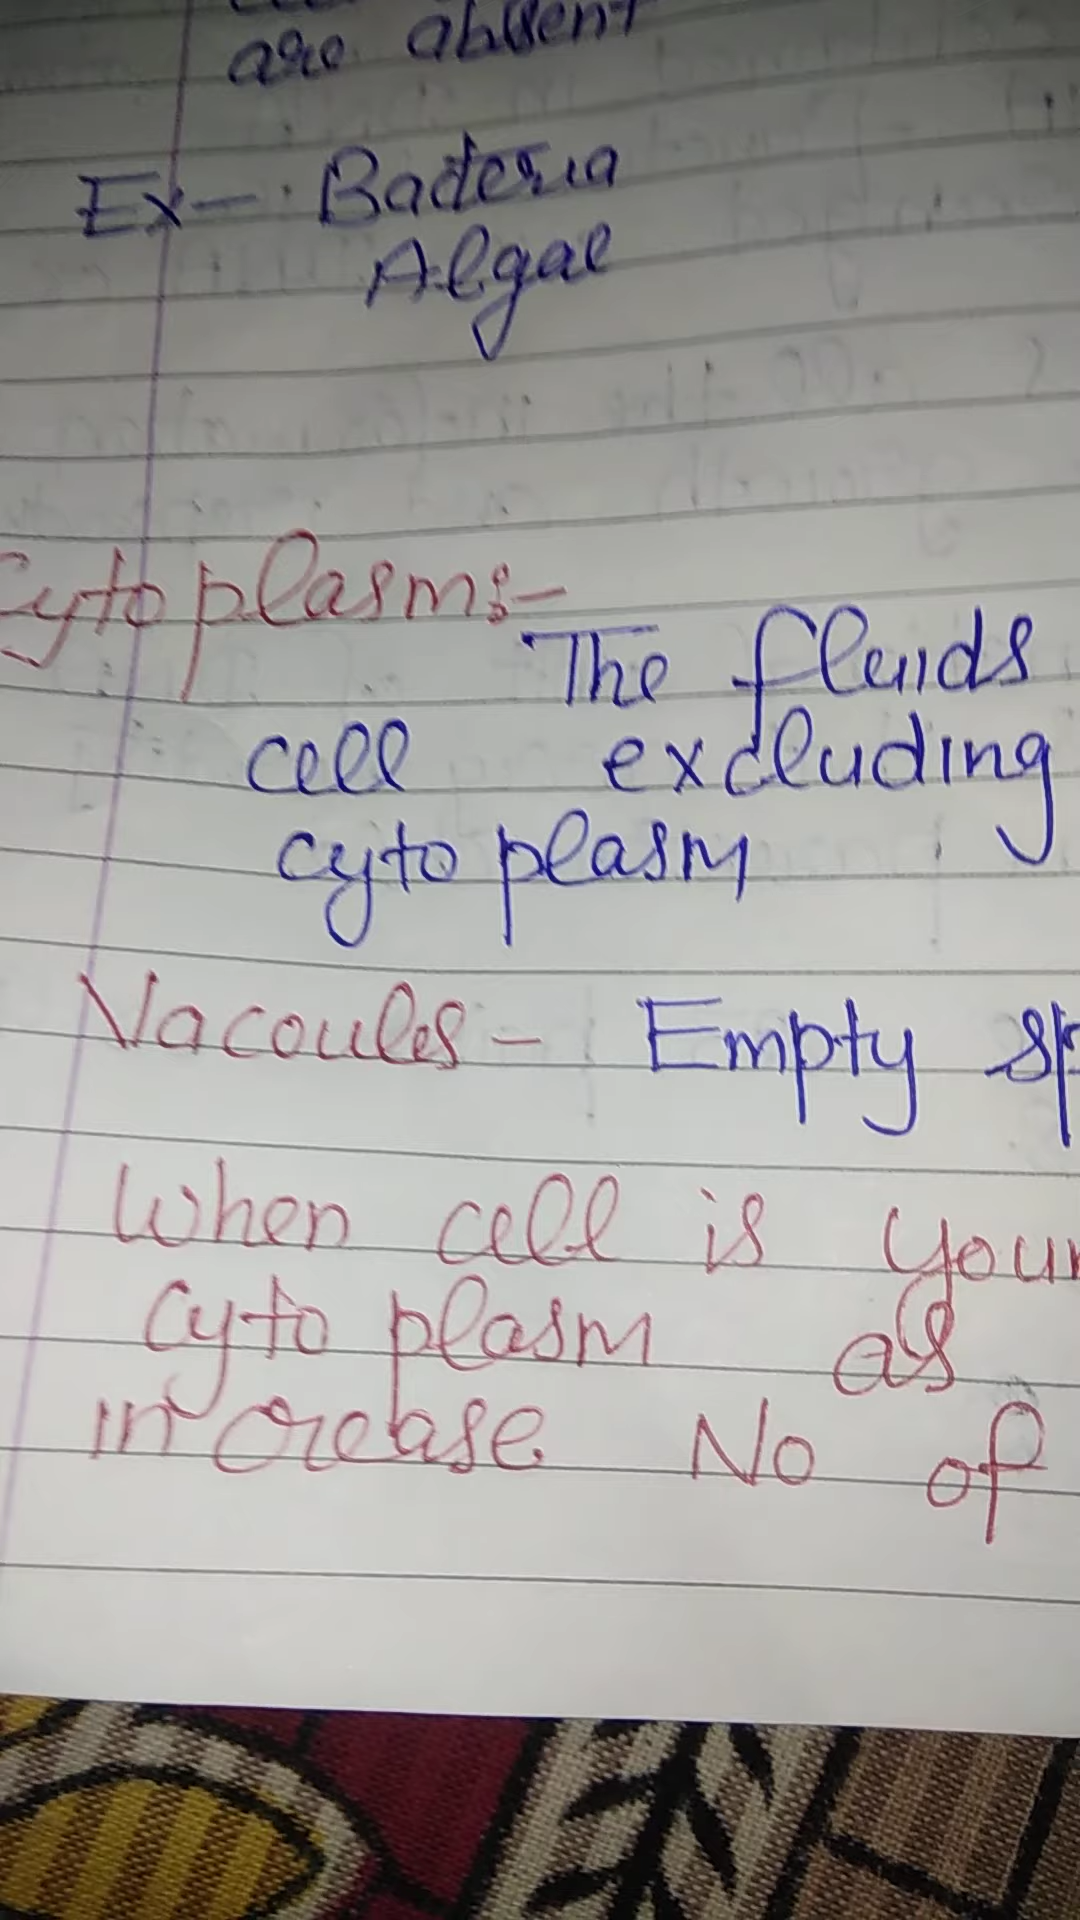 are absent
Ex- Bacteria
Algae
Cytoplasm:-
The fluids
cell excluding
cytoplasm
Vacoules - Empty
When cell is
cytoplasm as
increase No of